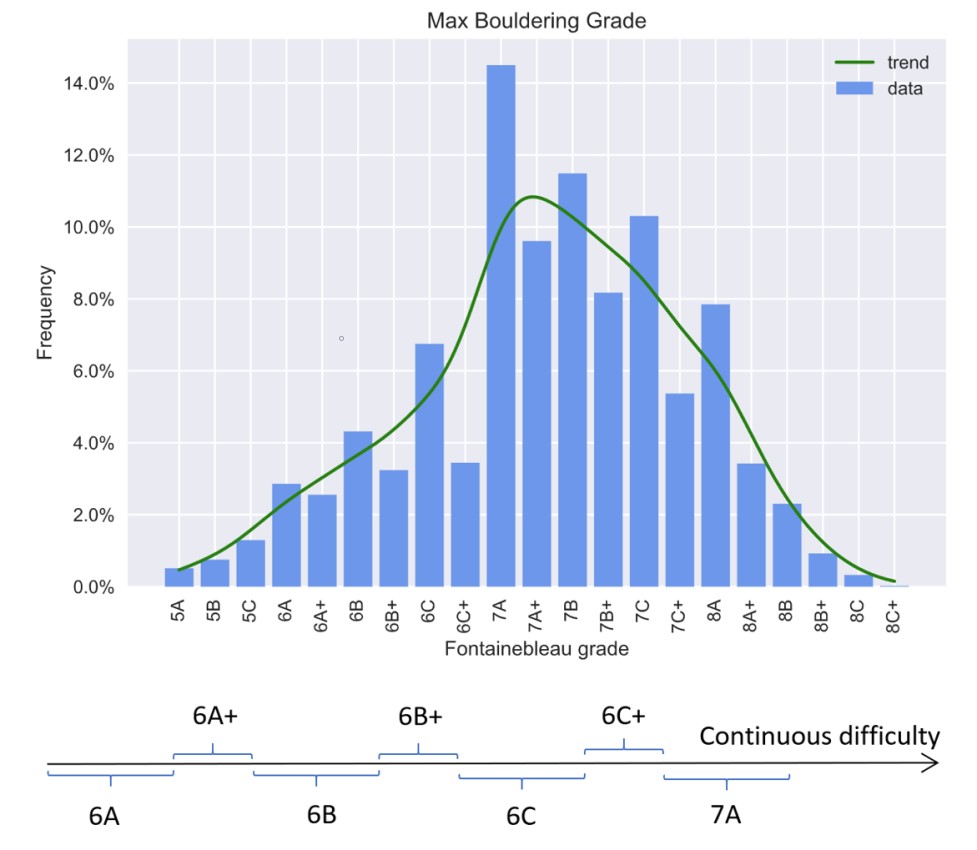 Max Bouldering Grade
trend
data
14.0%
12.0%
10.0%
8.0%
6.0%
4.0%
2.0%
0.0%
Frequency
5A
5B
5C
6A
6A+
6B
6B+
6C
6C+
7A
7A+
7B
7B+
7C
7C+
8A
8A+
8B
8B+
8C
8C+
Fontainebleau grade
6A+
6B+
6C+
Continuous difficulty
6A
6B
6C
7A